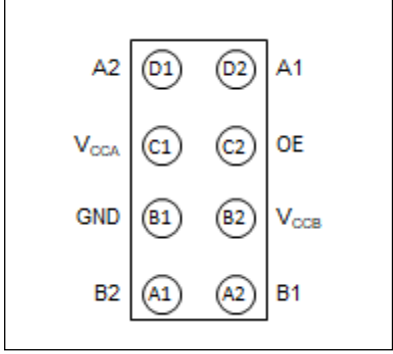 A2 D1 D2 A1
VCCA C1 C2 OE
GND B1 B2 VCCB
B2 A1 A2 B1